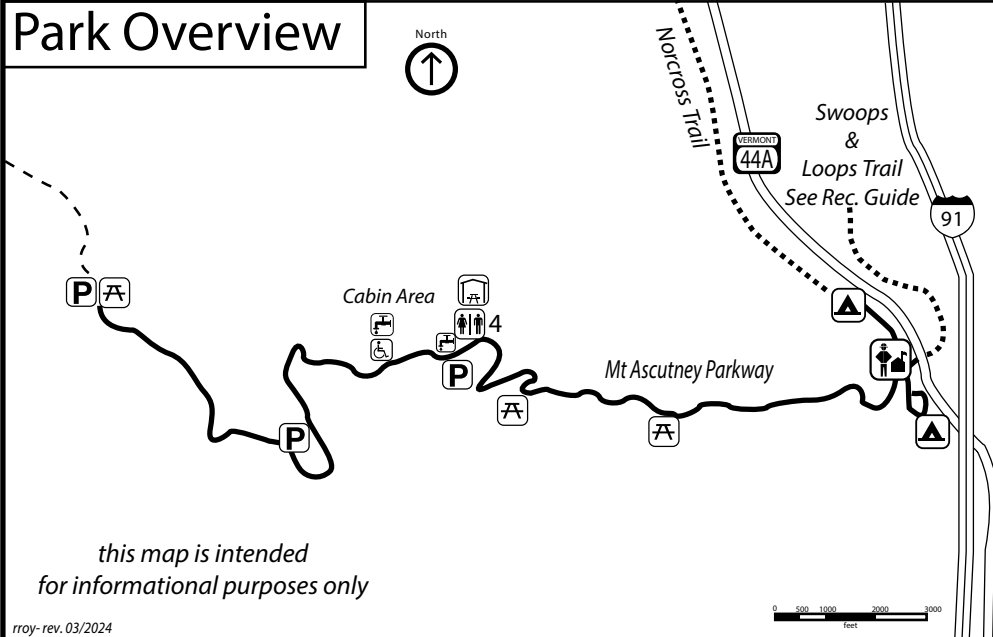 Park Overview
North
Norcross Trail
VERMONT
44A
Swoops
&
Loops Trail
See Rec. Guide
91
P
Cabin Area
4
P
Mt Ascutney Parkway
P
this map is intended
for informational purposes only
0 500 1000 2000 3000
feet
rroy- rev. 03/2024